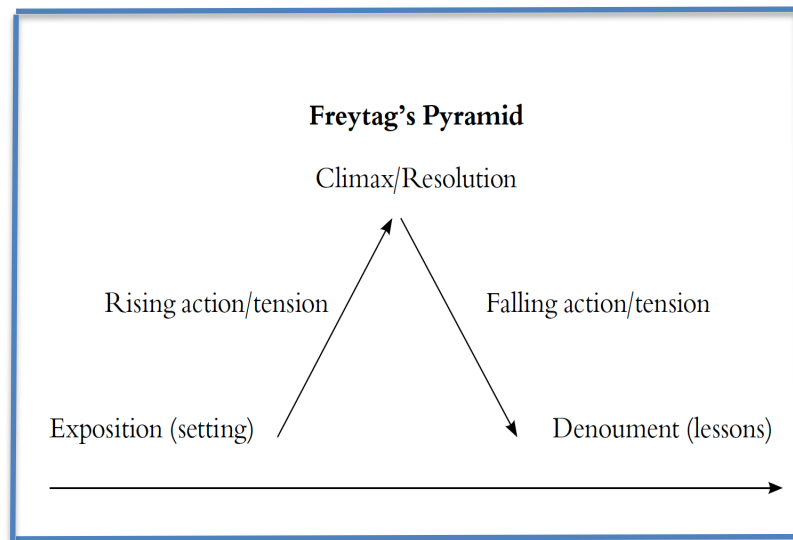 Freytag’s Pyramid
Climax/Resolution
Rising action/tension
Falling action/tension
Exposition (setting)
Denoument (lessons)